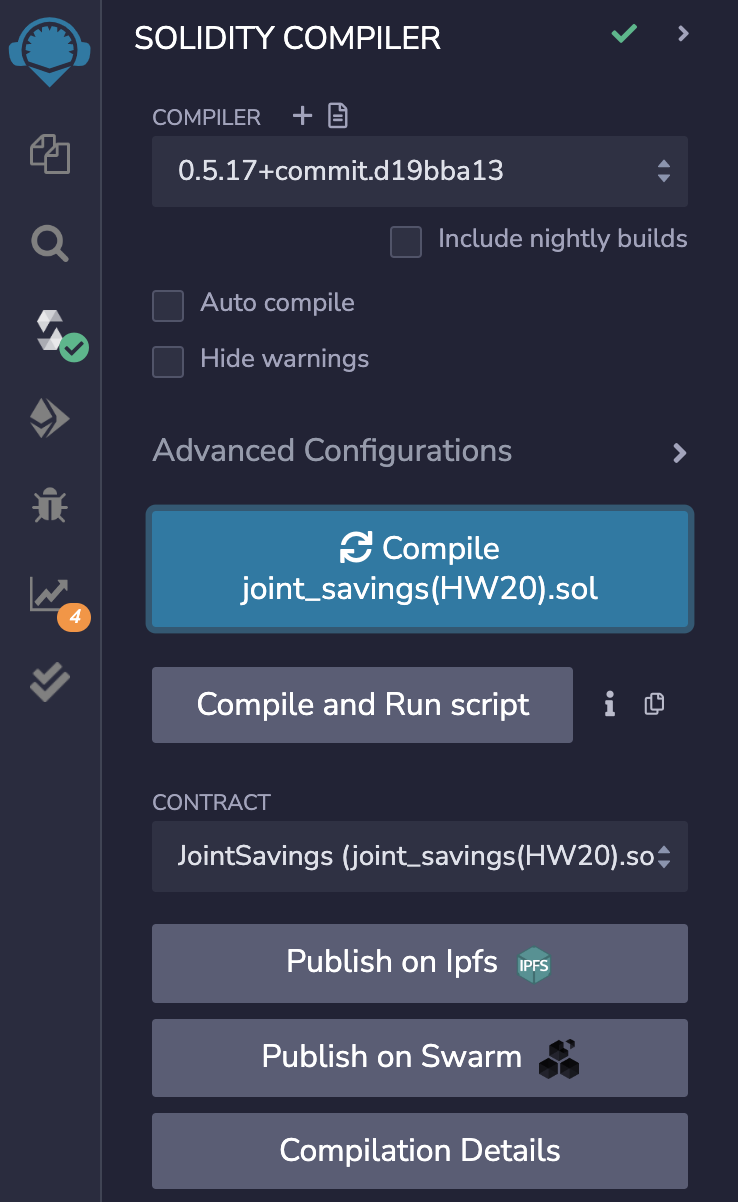 SOLIDITY COMPILER
COMPILER
0.5.17+commit.d19bba13
Include nightly builds
Auto compile
Hide warnings
Advanced Configurations
Compile
joint_savings(HW20).sol
4
Compile and Run script
CONTRACT
JointSavings (joint_savings(HW20).so
Publish on Ipfs IPFS
Publish on Swarm
Compilation Details